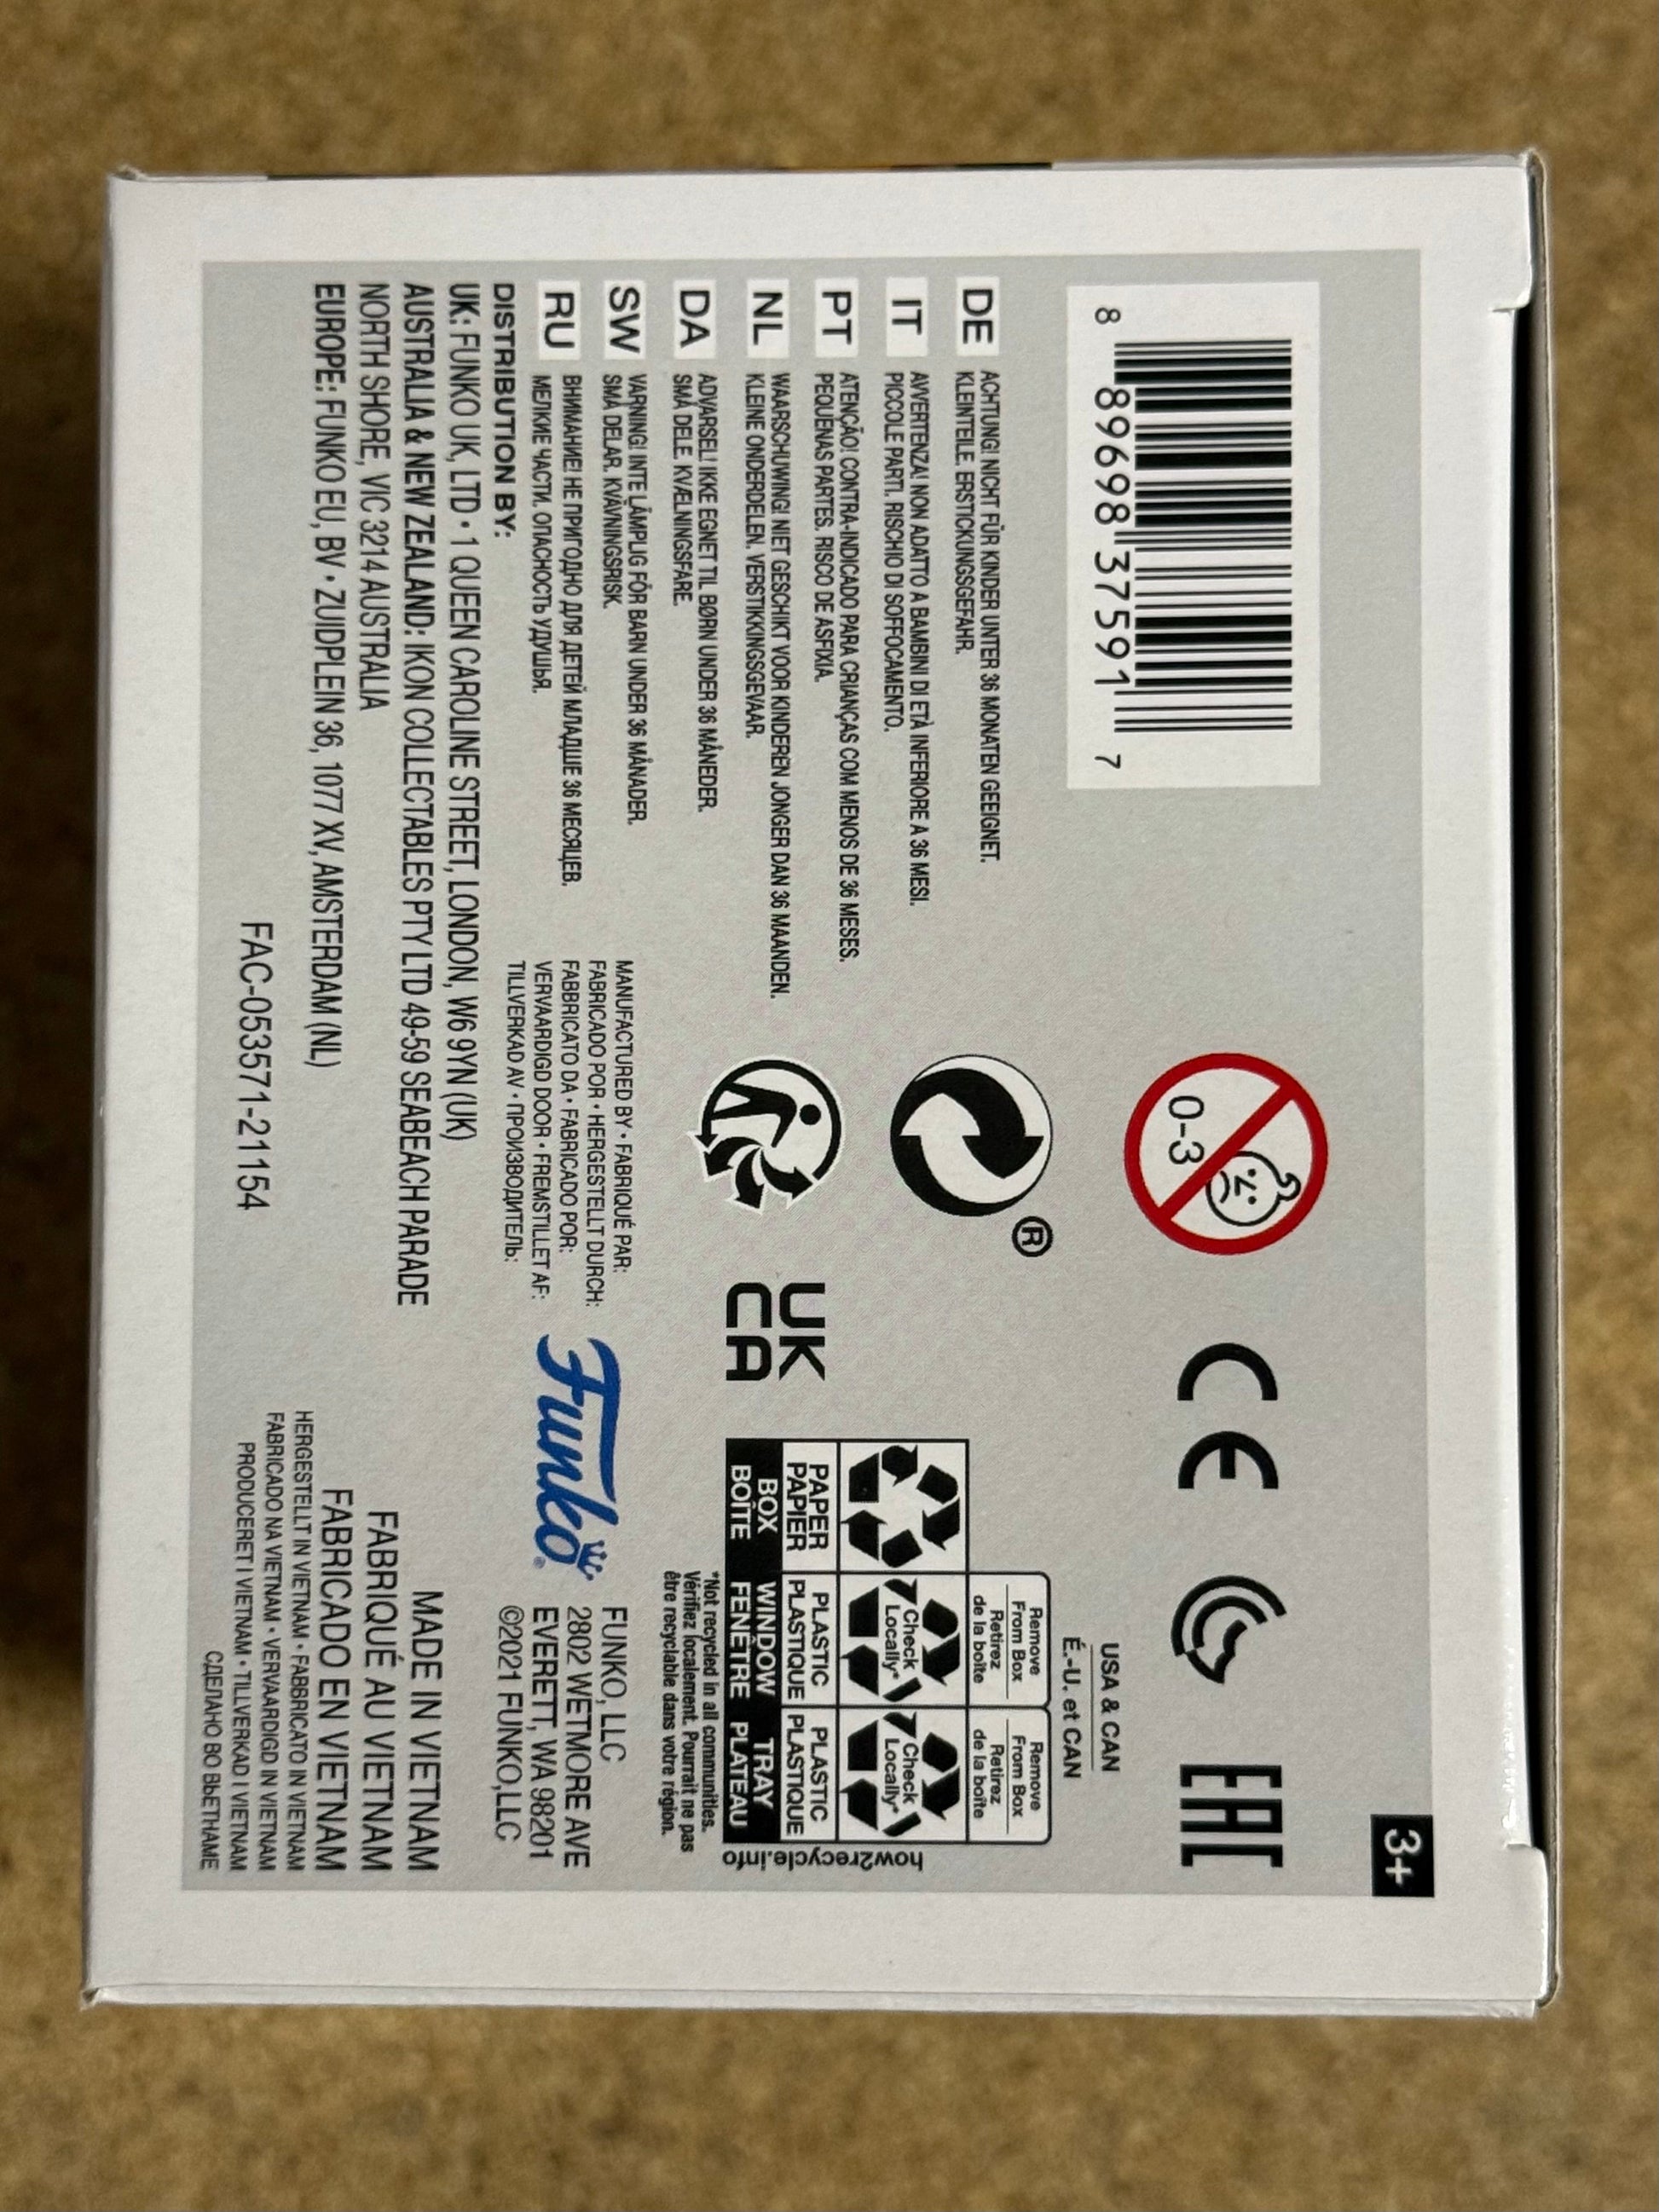 3+
8 89698 37591 7
0-3
CE
EAC
DE
ACHTUNG! NICHT FÜR KINDER UNTER 36 MONATEN GEEIGNET.
KLEINTEILE. ERSTICKUNGSGEFAHR.
IT
AVVERTENZA! NON ADATTO A BAMBINI DI ETÀ INFERIORE A 36 MESI.
PICCOLE PARTI. RISCHIO DI SOFFOCAMENTO.
PT
ATENÇÃO! CONTRA-INDICADO PARA CRIANÇAS COM MENOS DE 36 MESES.
PEQUENAS PARTES. RISCO DE ASFIXIA.
NL
WAARSCHUWING! NIET GESCHIKT VOOR KINDEREN JONGER DAN 36 MAANDEN.
KLEINE ONDERDELEN. VERSTIKKINGSGEVAAR.
DA
ADVARSEL! IKKE EGNET TIL BØRN UNDER 36 MÅNEDER.
SMÅ DELE. KVÆLNINGSFARE.
SW
VARNING! INTE LÄMPLIG FÖR BARN UNDER 36 MÅNADER.
SMÅ DELAR. KVÄVNINGSRISK.
RU
ВНИМАНИЕ! НЕ ПРИГОДНО ДЛЯ ДЕТЕЙ МЛАДШЕ 36 МЕСЯЦЕВ.
МЕЛКИЕ ЧАСТИ. ОПАСНОСТЬ УДУШЬЯ.
®
UK
CA
USA & CAN
É.-U. et CAN
Remove
From Box
Retirez
de la boîte
Remove
From Box
Retirez
de la boîte
Check
Locally*
Check
Locally*
PAPER
PAPIER
PLASTIC
PLASTIQUE
PLASTIC
PLASTIQUE
BOX
BOÎTE
WINDOW
FENÊTRE
TRAY
PLATEAU
how2recycle.info
*Not recycled in all communities.
Vérifiez localement. Pourrait ne pas
être recyclable dans votre région.
DISTRIBUTION BY:
UK: FUNKO UK, LTD • 1 QUEEN CAROLINE STREET, LONDON, W6 9YN (UK)
AUSTRALIA & NEW ZEALAND: IKON COLLECTABLES PTY LTD 49-59 SEABEACH PARADE
NORTH SHORE, VIC 3214 AUSTRALIA
EUROPE: FUNKO EU, BV • ZUIDPLEIN 36, 1077 XV, AMSTERDAM (NL)
MANUFACTURED BY • FABRIQUÉ PAR:
FABRICADO POR • HERGESTELLT DURCH:
FABBRICATO DA • FABRICADO POR:
VERVAARDIGD DOOR • FREMSTILLET AF:
TILLVERKAD AV • ПРОИЗВОДИТЕЛЬ:
Funko®
FUNKO, LLC
2802 WETMORE AVE
EVERETT, WA 98201
©2021 FUNKO,LLC
FAC-053571-21154
MADE IN VIETNAM
FABRIQUÉ AU VIETNAM
FABRICADO EN VIETNAM
HERGESTELLT IN VIETNAM • FABBRICATO IN VIETNAM
FABRICADO NA VIETNAM • VERVAARDIGD IN VIETNAM
PRODUCERET I VIETNAM • TILLVERKAD I VIETNAM
СДЕЛАНО ВО ВЬЕТНАМЕ